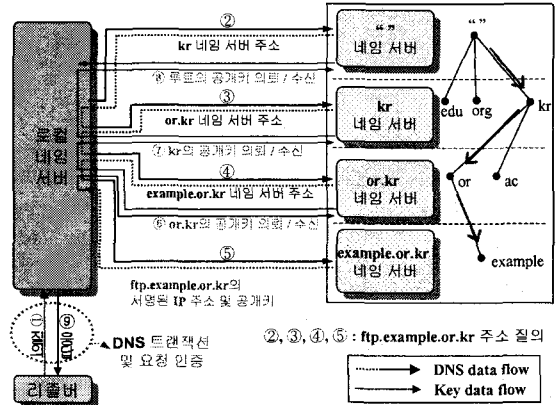 ②
kr 네임 서버 주소
⑧ 루트의 공개키 의뢰 / 수신
③
or.kr 네임 서버 주소
⑦ kr의 공개키 의뢰 / 수신
④
example.or.kr 네임 서버 주소
⑥ or.kr의 공개키 의뢰 / 수신
⑤
ftp.example.or.kr의
서명된 IP 주소 및 공개키
로컬
네임
서버
“ ”
네임 서버
kr
네임 서버
or.kr
네임 서버
example.or.kr
네임 서버
“ ”
edu
org
kr
or
ac
example
①
⑨
DNS 트랜잭션
및 요청 인증
리졸버
②, ③, ④, ⑤ : ftp.example.or.kr 주소 질의
DNS data flow
Key data flow